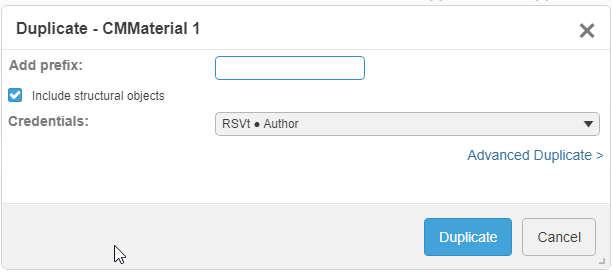 Duplicate - CMMaterial 1
Add prefix:
Include structural objects
Credentials:
RSVt ● Author
Advanced Duplicate >
Duplicate
Cancel